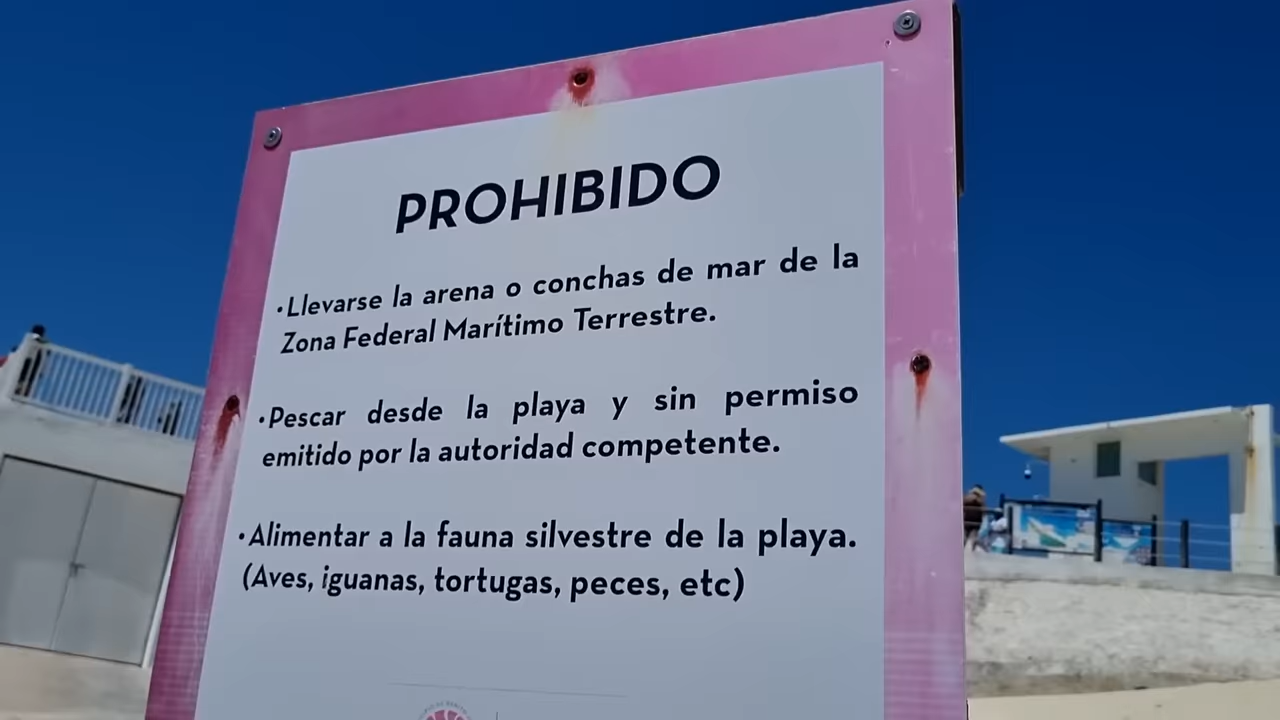 PROHIBIDO
•Llevarse la arena o conchas de mar de la
Zona Federal Marítimo Terrestre.
•Pescar desde la playa y sin permiso
emitido por la autoridad competente.
•Alimentar a la fauna silvestre de la playa.
(Aves, iguanas, tortugas, peces, etc)